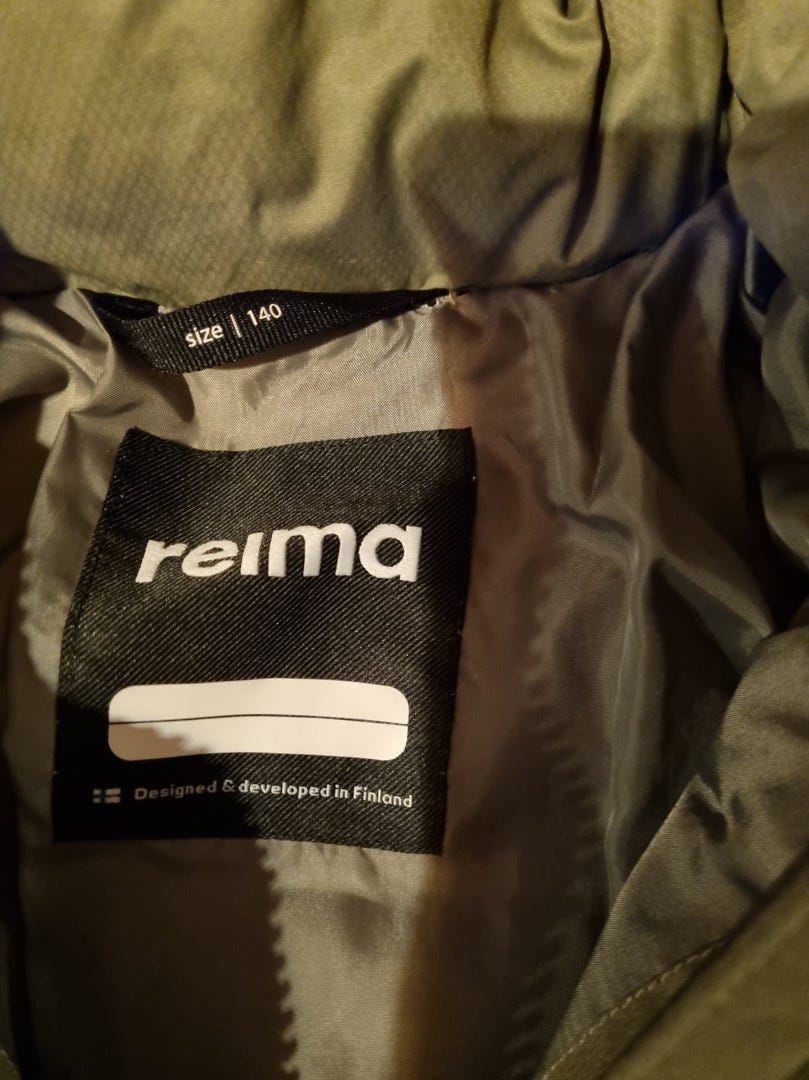 size | 140
reima
Designed & developed in Finland